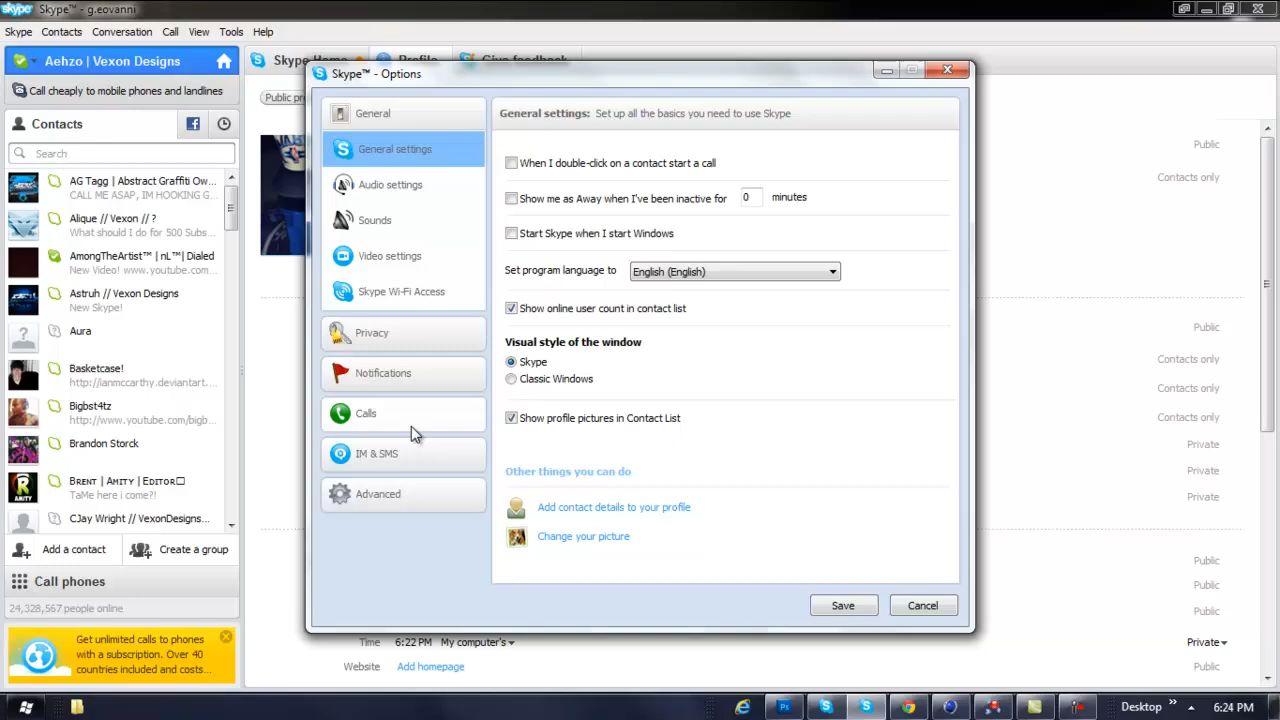 Skype™ - g.eovanni
Skype Contacts Conversation Call View Tools Help
Aehzo | Vexon Designs
Call cheaply to mobile phones and landlines
Contacts
Search
AG Tagg | Abstract Graffiti Ow...
CALL ME ASAP, IM HOOKING G...
Alique // Vexon // ?
What should I do for 500 Subs...
AmongTheArtist™ | nL™| Dialed
New Video! www.youtube.com/...
Astruh // Vexon Designs
New Skype!
Aura
Basketcase!
http://ianmccarthy.deviantart....
Bigbst4tz
http://www.youtube.com/bigb...
Brandon Storck
Brent | Amity | Editor
TaMe here i come?!
CJay Wright // VexonDesigns...
Add a contact
Create a group
Call phones
24,328,567 people online
Get unlimited calls to phones
with a subscription. Over 40
countries included and costs...
Skype Home
Profile
Give feedback
Public pr
Skype™ - Options
General
General settings
Audio settings
Sounds
Video settings
Skype Wi-Fi Access
Privacy
Notifications
Calls
IM & SMS
Advanced
General settings: Set up all the basics you need to use Skype
When I double-click on a contact start a call
Show me as Away when I've been inactive for 0 minutes
Start Skype when I start Windows
Set program language to English (English)
Show online user count in contact list
Visual style of the window
Skype
Classic Windows
Show profile pictures in Contact List
Other things you can do
Add contact details to your profile
Change your picture
Save
Cancel
Public
Contacts only
Public
Contacts only
Contacts only
Contacts only
Private
Private
Private
Public
Public
Public
Time 6:22 PM My computer's Private
Website Add homepage Public
Desktop » 6:24 PM